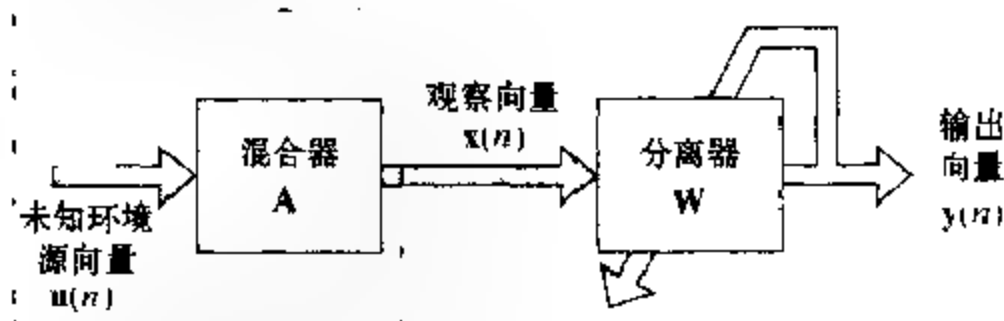 未知环境
源向量
u(n)
混合器
A
观察向量
x(n)
分离器
W
输出
向量
y(n)